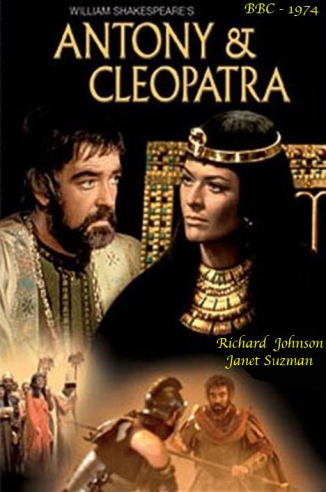 WILLIAM SHAKESPEARE'S
BBC - 1974
ANTONY &
CLEOPATRA
Richard Johnson
Janet Suzman